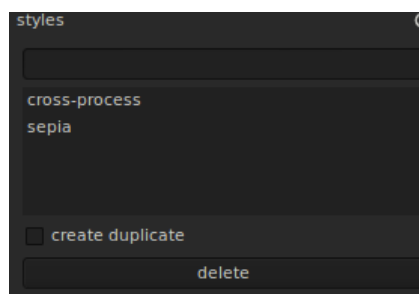 styles
cross-process
sepia
create duplicate
delete